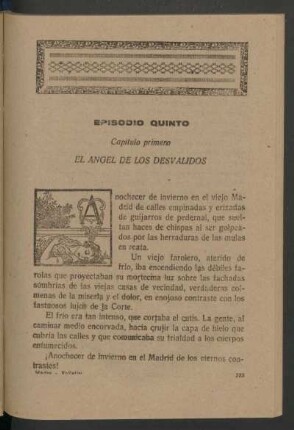 EPISODIO QUINTO
Capítulo primero
EL ANGEL DE LOS DESVALIDOS
Anochecer de invierno en el viejo Ma-
drid de calles empinadas y erizadas
de guijarros de pedernal, que suel-
tan haces de chispas al ser golpea-
dos por las herraduras de las mulas
en reata.
Un viejo farolero, aterido de
frío, iba encendiendo las débiles fa-
rolas que proyectaban su mortecina luz sobre las fachadas
sombrías de las viejas casas de vecindad, verdaderas col-
menas de la miseria y el dolor, en enojoso contraste con los
fastuosos lujos de la Corte.
El frío era tan intenso, que cortaba el cutis. La gente, al
caminar medio encorvada, hacía crujir la capa de hielo que
cubría las calles y que comunicaba su frialdad a los cuerpos
entumecidos.
¡Anochecer de invierno en el Madrid de los eternos con-
trastes!